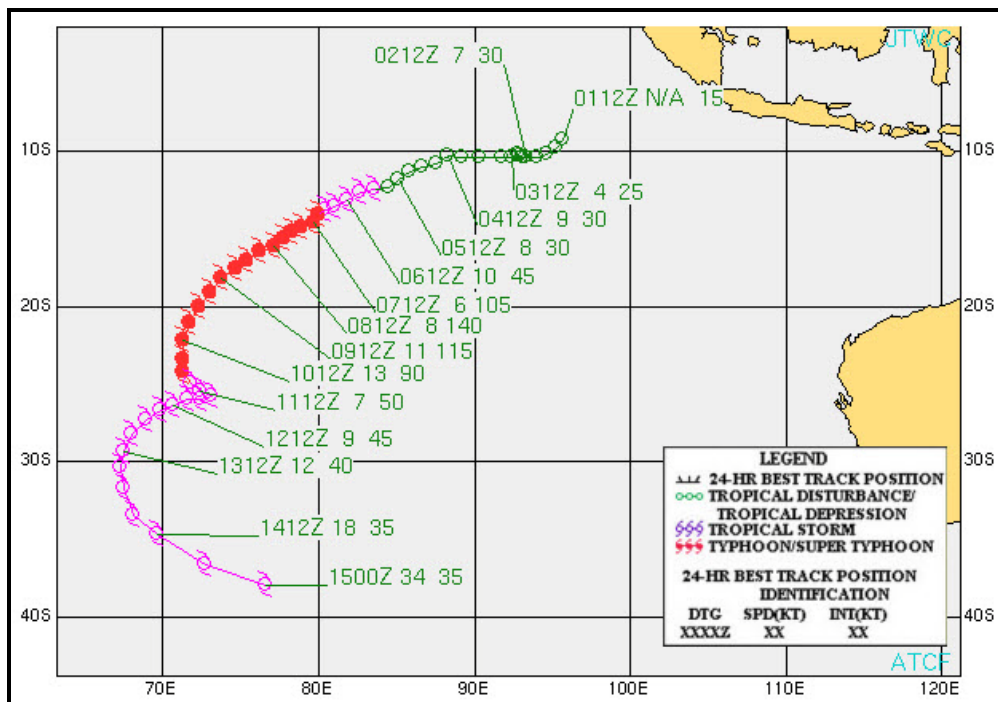 JTWC
0212Z 7 30
0112Z N/A 15
10S
10S
0312Z 4 25
0412Z 9 30
0512Z 8 30
0612Z 10 45
0712Z 6 105
20S
20S
0812Z 8 140
0912Z 11 115
1012Z 13 90
1112Z 7 50
1212Z 9 45
30S
30S
1312Z 12 40
LEGEND
24-HR BEST TRACK POSITION
TROPICAL DISTURBANCE/
TROPICAL DEPRESSION
TROPICAL STORM
TYPHOON/SUPER TYPHOON
24-HR BEST TRACK POSITION
IDENTIFICATION
DTG SPD(KT) INT(KT)
XXXXZ XX XX
1412Z 18 35
1500Z 34 35
40S
40S
ATCF
70E 80E 90E 100E 110E 120E